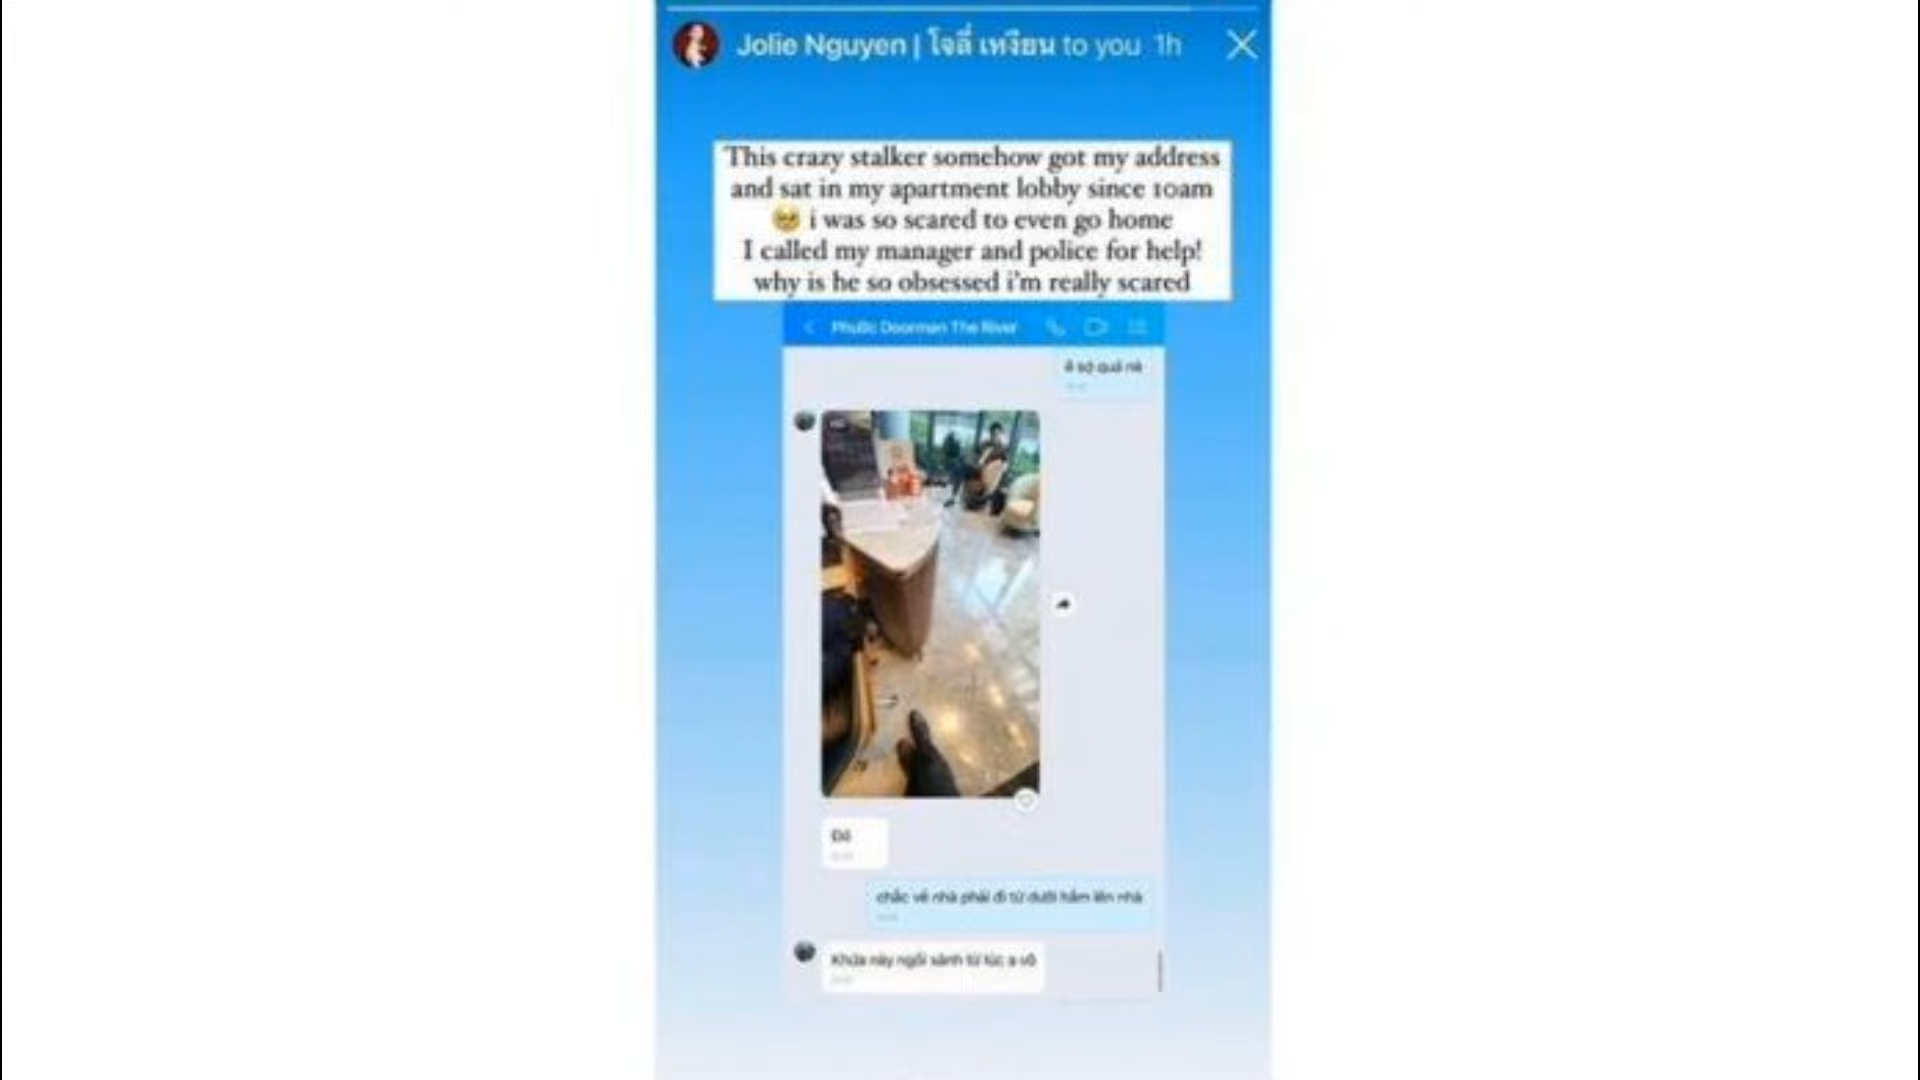 Jolie Nguyen | โจลี่ เหงียน to you 1h
This crazy stalker somehow got my address
and sat in my apartment lobby since 10am
🥹 i was so scared to even go home
I called my manager and police for help!
why is he so obsessed i'm really scared
Phước Doorman The River
ê sợ quá nè
Đó
chắc về nhà phải đi từ dưới hầm lên nhà
Khứa này ngồi sảnh từ lúc a vô